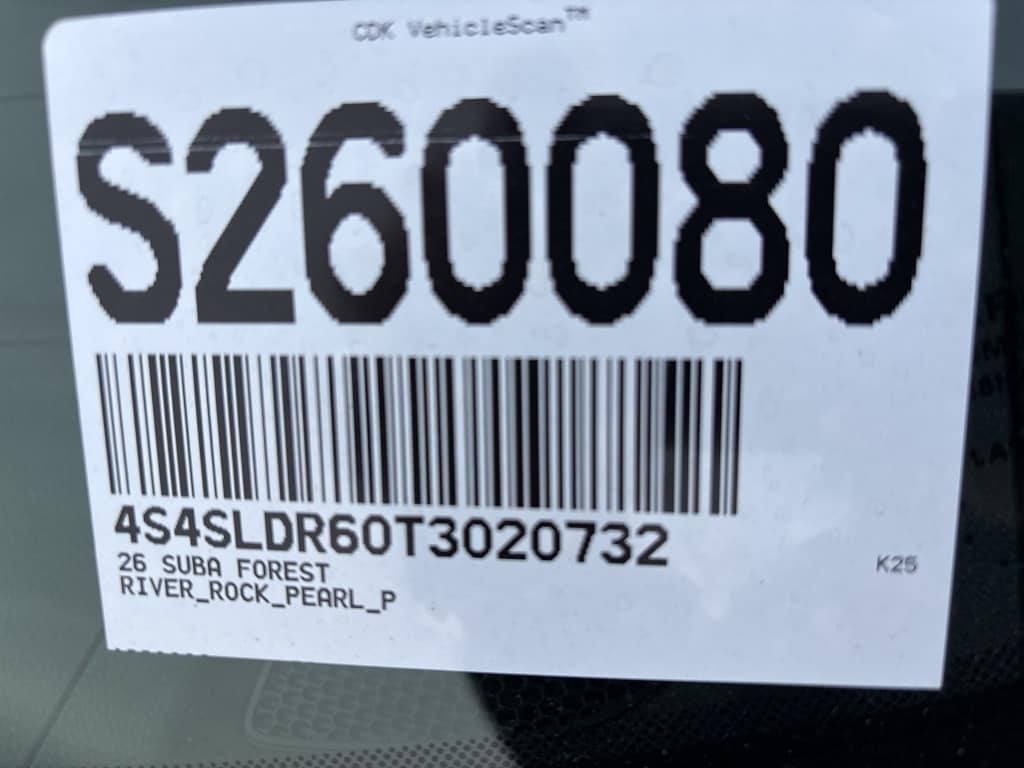 CDK VehicleScan™
S260080
4S4SLDR60T3020732
26 SUBA FOREST
K25
RIVER_ROCK_PEARL_P